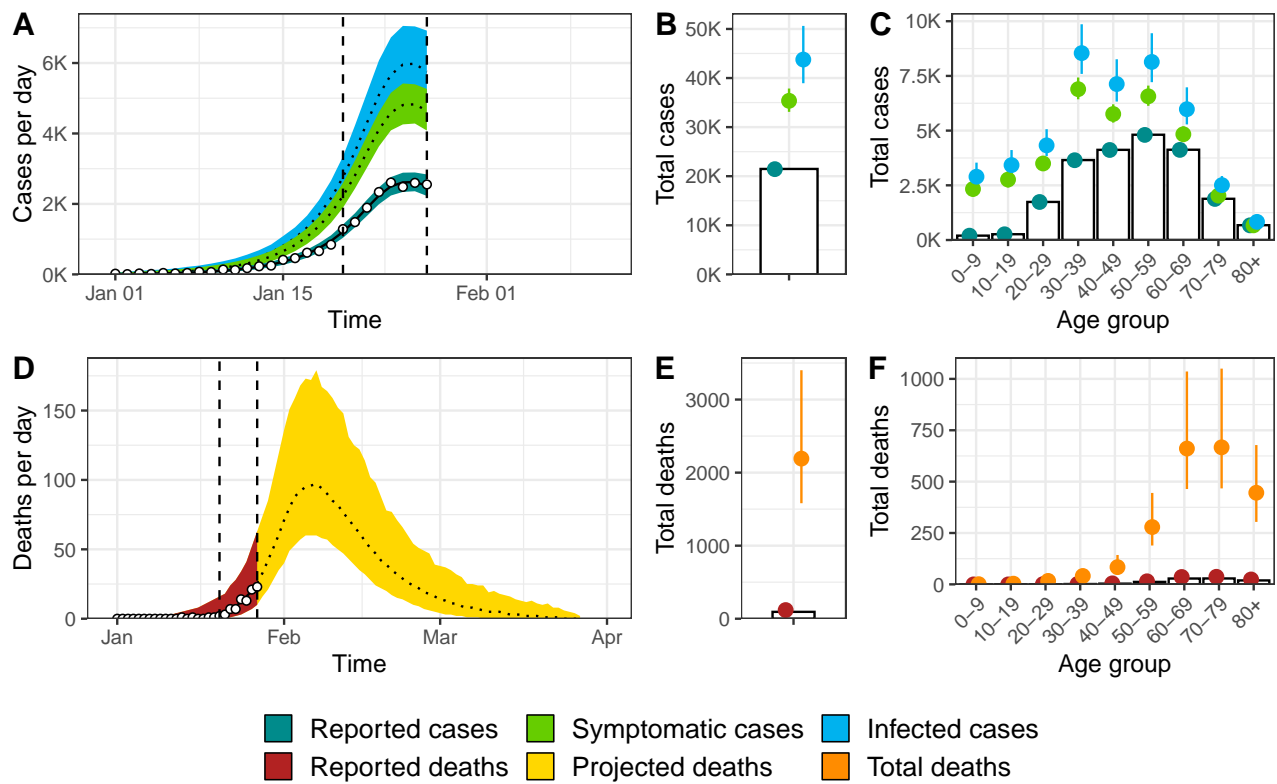 A
Cases per day
6K
4K
2K
0K
Jan 01
Jan 15
Feb 01
Time
B
Total cases
50K
40K
30K
20K
10K
0K
C
Total cases
10K
7.5K
5K
2.5K
0K
0−9
10−19
20−29
30−39
40−49
50−59
60−69
70−79
80+
Age group
D
Deaths per day
150
100
50
0
Jan
Feb
Mar
Apr
Time
E
Total deaths
3000
2000
1000
0
F
Total deaths
1000
750
500
250
0
0−9
10−19
20−29
30−39
40−49
50−59
60−69
70−79
80+
Age group
Reported cases
Symptomatic cases
Infected cases
Reported deaths
Projected deaths
Total deaths